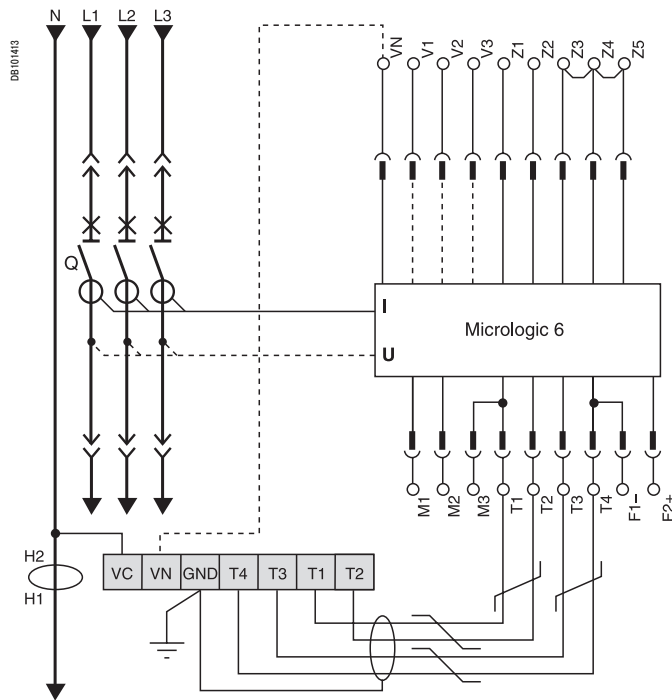 DB101413
N L1 L2 L3
VN V1 V2 V3 Z1 Z2 Z3 Z4 Z5
Q
I
Micrologic 6
U
M1 M2 M3 T1 T2 T3 T4 F1– F2+
H2
H1
VC VN GND T4 T3 T1 T2